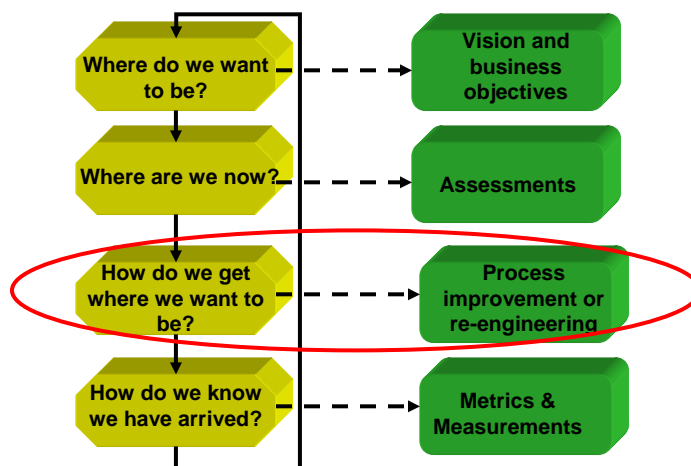 Where do we want
to be?
Vision and
business
objectives
Where are we now?
Assessments
How do we get
where we want to
be?
Process
improvement or
re-engineering
How do we know
we have arrived?
Metrics &
Measurements